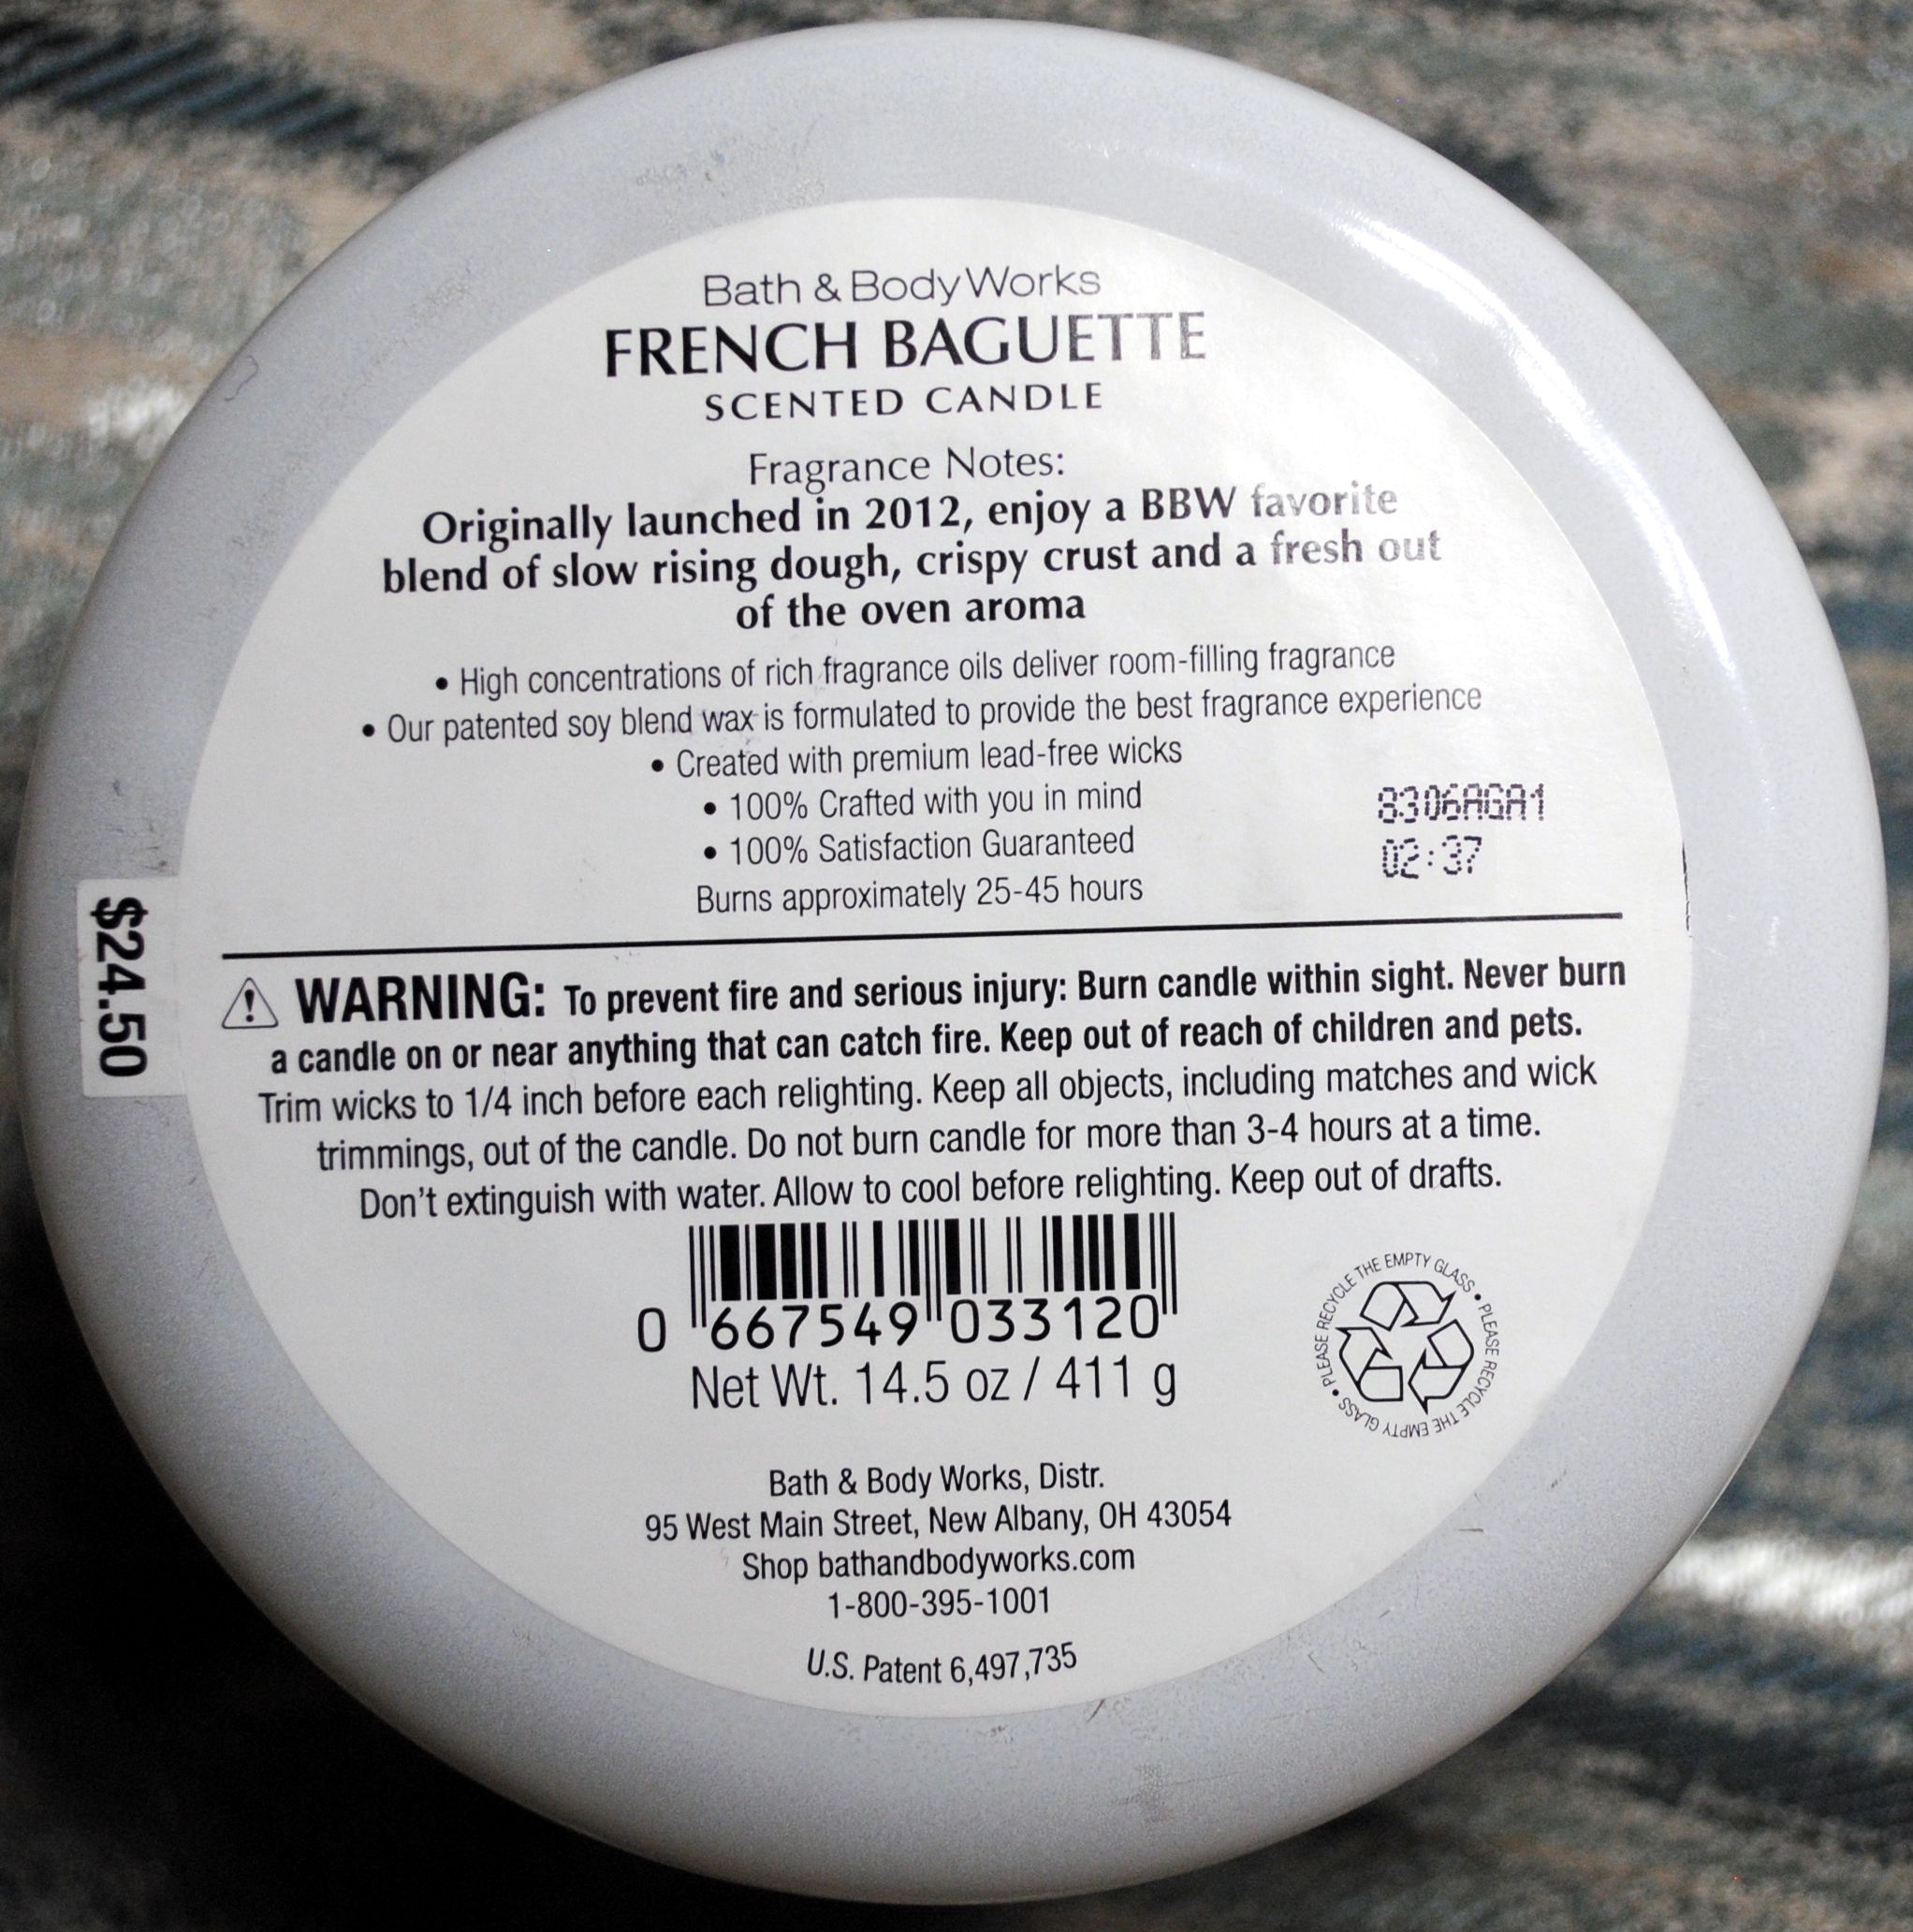 Bath & Body Works
FRENCH BAGUETTE
SCENTED CANDLE
Fragrance Notes:
Originally launched in 2012, enjoy a BBW favorite
blend of slow rising dough, crispy crust and a fresh out
of the oven aroma
• High concentrations of rich fragrance oils deliver room-filling fragrance
• Our patented soy blend wax is formulated to provide the best fragrance experience
• Created with premium lead-free wicks
• 100% Crafted with you in mind
• 100% Satisfaction Guaranteed
Burns approximately 25-45 hours
8306AGA1
02:37
$24.50
WARNING: To prevent fire and serious injury: Burn candle within sight. Never burn
a candle on or near anything that can catch fire. Keep out of reach of children and pets.
Trim wicks to 1/4 inch before each relighting. Keep all objects, including matches and wick
trimmings, out of the candle. Do not burn candle for more than 3-4 hours at a time.
Don't extinguish with water. Allow to cool before relighting. Keep out of drafts.
0 667549 033120
Net Wt. 14.5 oz / 411 g
PLEASE RECYCLE THE EMPTY GLASS • PLEASE RECYCLE THE EMPTY GLASS •
Bath & Body Works, Distr.
95 West Main Street, New Albany, OH 43054
Shop bathandbodyworks.com
1-800-395-1001
U.S. Patent 6,497,735